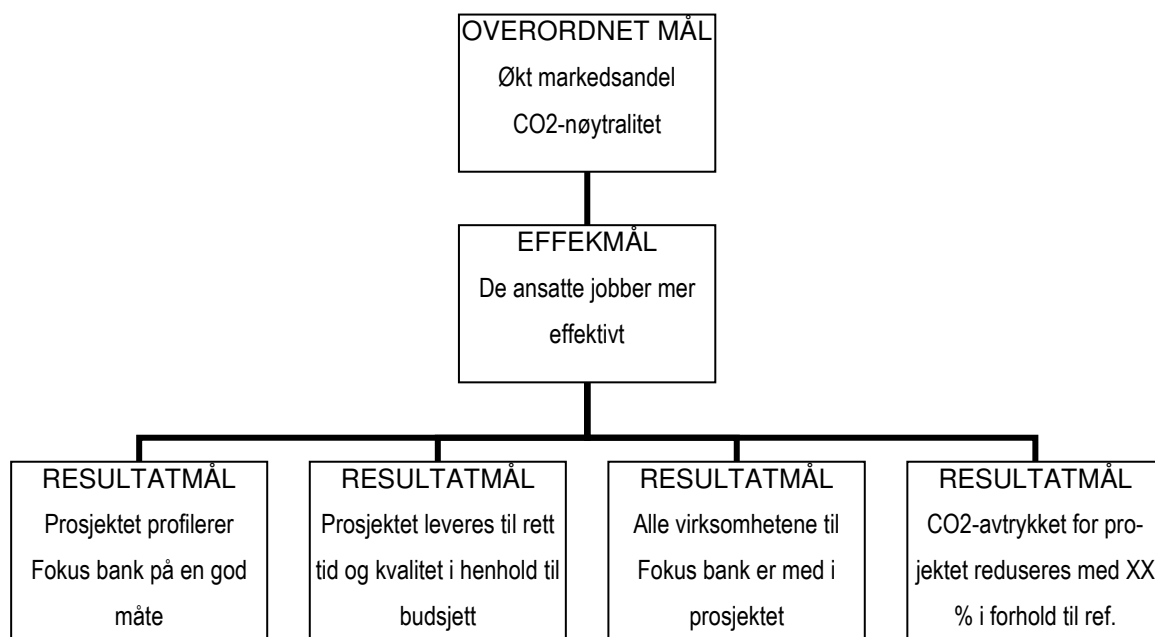 OVERORDNET MÅL
Økt markedsandel
CO2-nøytralitet
EFFEKMÅL
De ansatte jobber mer
effektivt
RESULTATMÅL
Prosjektet profilerer
Fokus bank på en god
måte
RESULTATMÅL
Prosjektet leveres til rett
tid og kvalitet i henhold til
budsjett
RESULTATMÅL
Alle virksomhetene til
Fokus bank er med i
prosjektet
RESULTATMÅL
CO2-avtrykket for pro-
jektet reduseres med XX
% i forhold til ref.